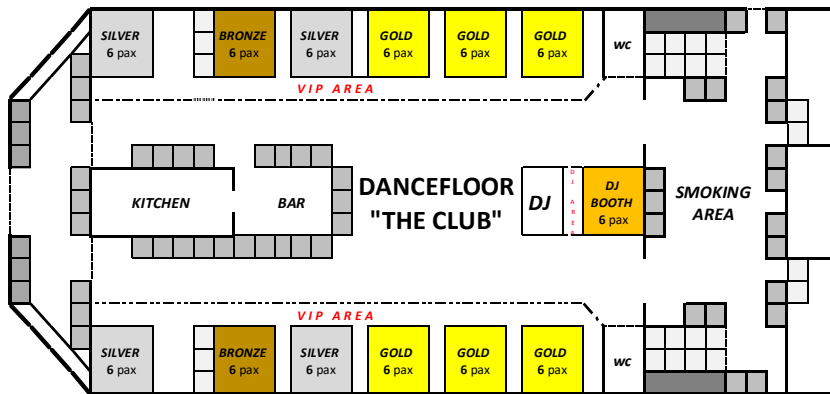 SILVER
6 pax
BRONZE
6 pax
SILVER
6 pax
GOLD
6 pax
GOLD
6 pax
GOLD
6 pax
WC
VIP AREA
KITCHEN
BAR
DANCEFLOOR
"THE CLUB"
DJ
DJ AREA
DJ
BOOTH
6 pax
SMOKING
AREA
VIP AREA
SILVER
6 pax
BRONZE
6 pax
SILVER
6 pax
GOLD
6 pax
GOLD
6 pax
GOLD
6 pax
WC